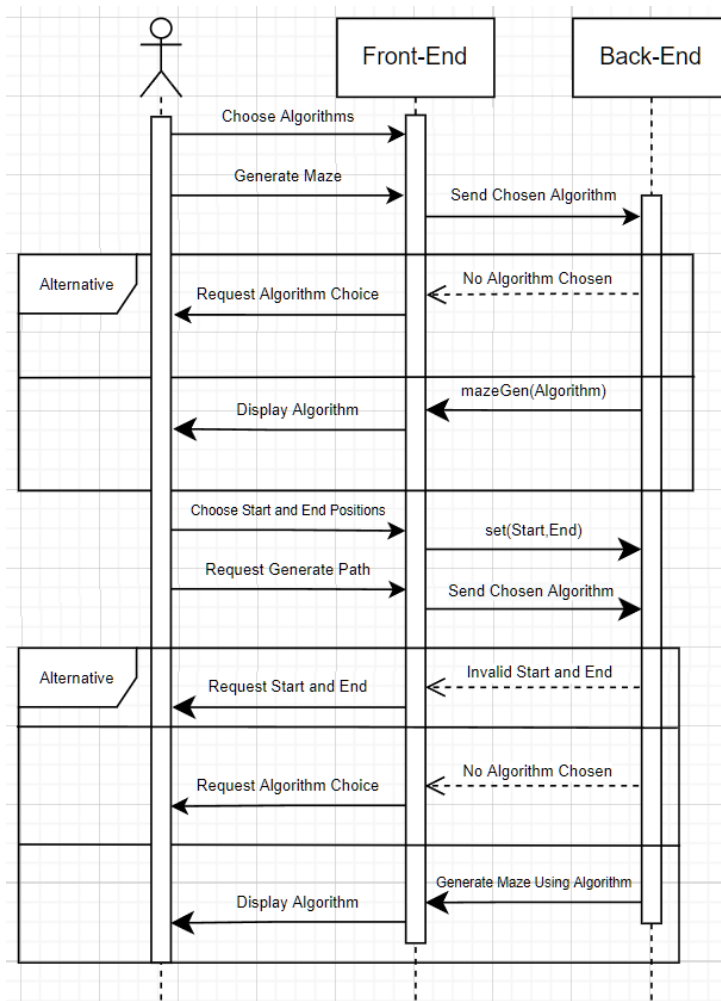 Front-End
Back-End
Choose Algorithms
Generate Maze
Send Chosen Algorithm
Alternative
No Algorithm Chosen
Request Algorithm Choice
mazeGen(Algorithm)
Display Algorithm
Choose Start and End Positions
set(Start,End)
Request Generate Path
Send Chosen Algorithm
Alternative
Invalid Start and End
Request Start and End
No Algorithm Chosen
Request Algorithm Choice
Generate Maze Using Algorithm
Display Algorithm